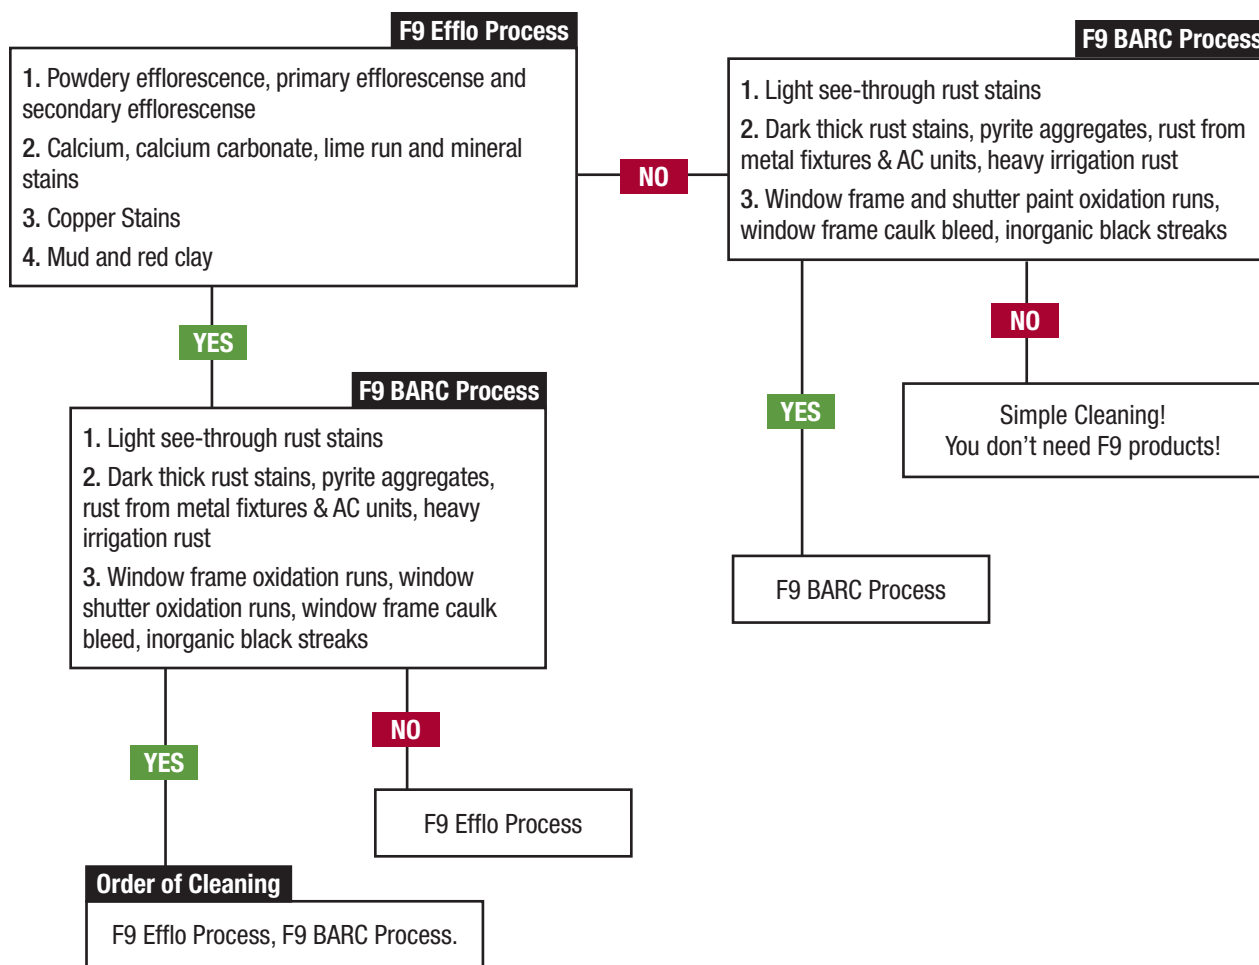 F9 Efflo Process
1. Powdery efflorescence, primary efflorescense and
secondary efflorescense
2. Calcium, calcium carbonate, lime run and mineral
stains
3. Copper Stains
4. Mud and red clay
NO
F9 BARC Process
1. Light see-through rust stains
2. Dark thick rust stains, pyrite aggregates, rust from
metal fixtures & AC units, heavy irrigation rust
3. Window frame and shutter paint oxidation runs,
window frame caulk bleed, inorganic black streaks
YES
NO
Simple Cleaning!
You don’t need F9 products!
YES
F9 BARC Process
F9 BARC Process
1. Light see-through rust stains
2. Dark thick rust stains, pyrite aggregates,
rust from metal fixtures & AC units, heavy
irrigation rust
3. Window frame oxidation runs, window
shutter oxidation runs, window frame caulk
bleed, inorganic black streaks
NO
YES
F9 Efflo Process
Order of Cleaning
F9 Efflo Process, F9 BARC Process.